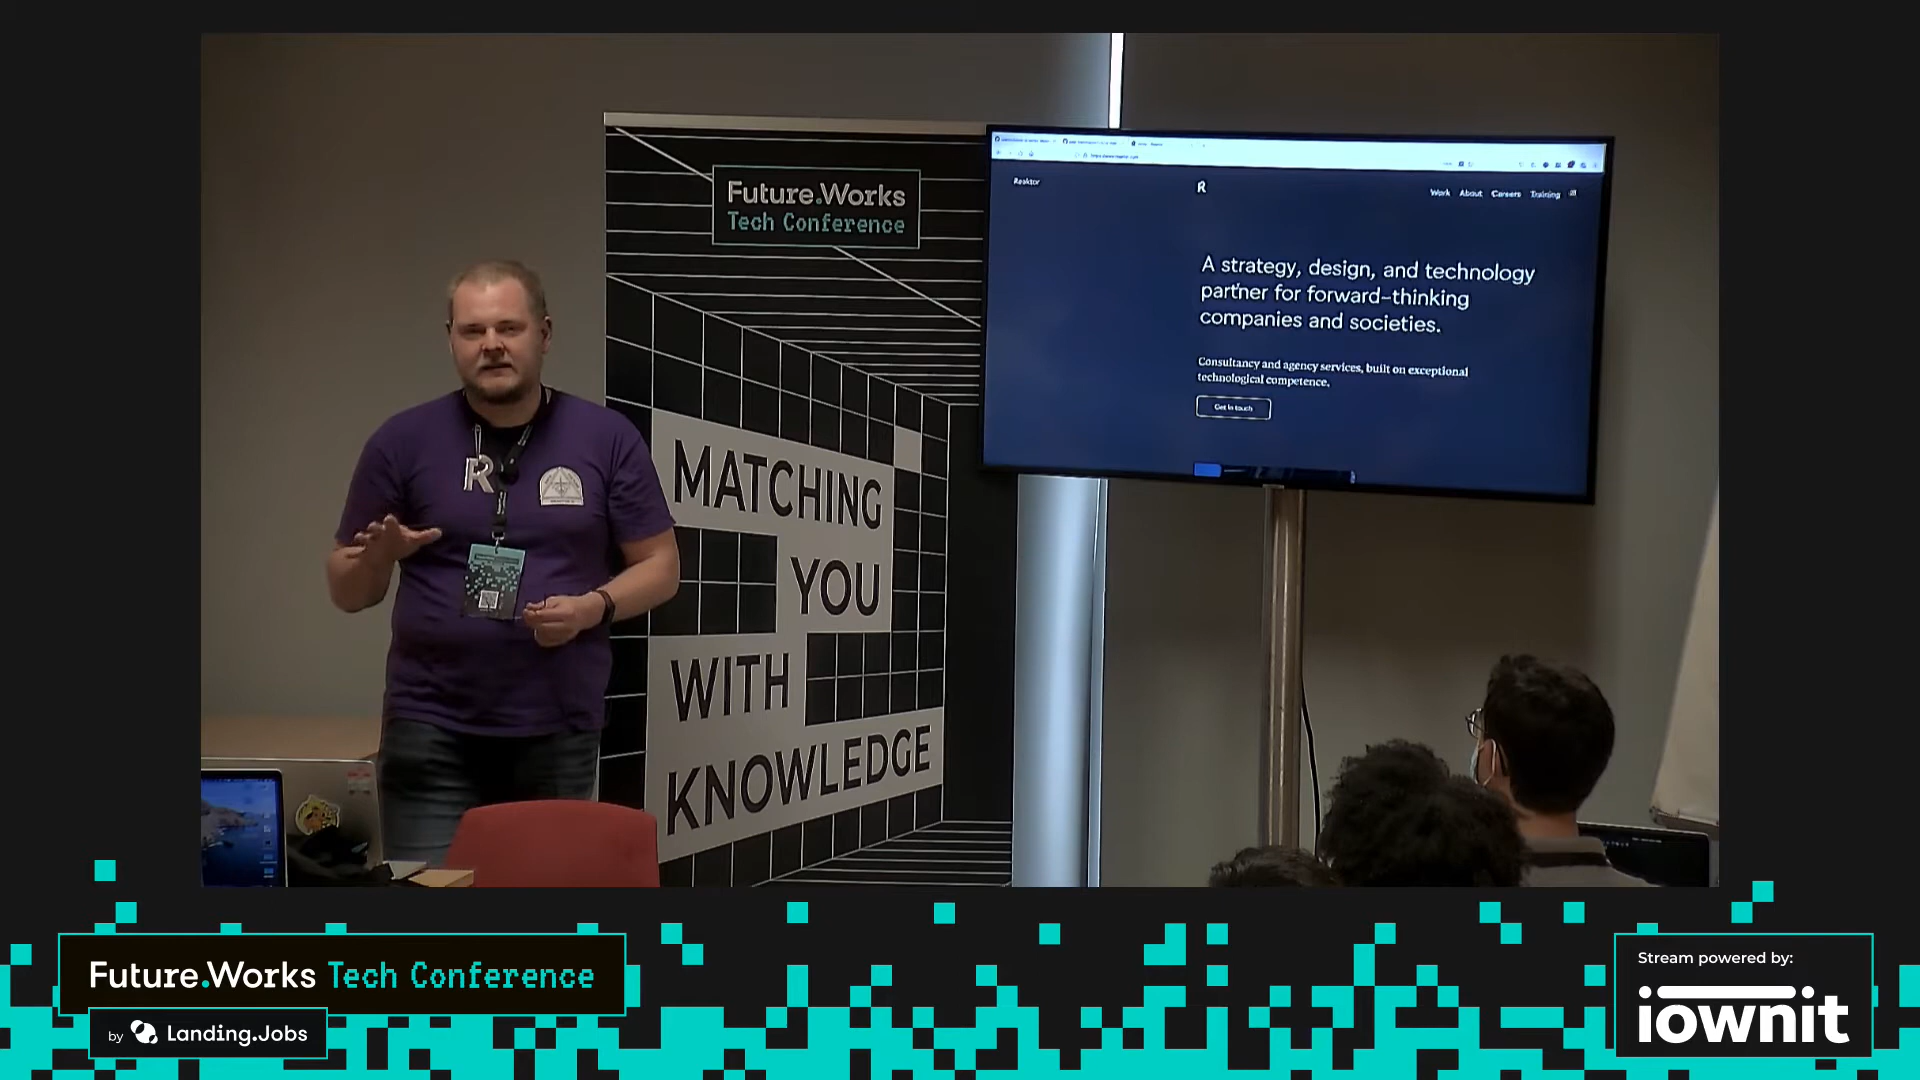 Future.Works
Tech Conference
MATCHING
YOU
WITH
KNOWLEDGE
R
Reaktor
R
Work About Careers Training
A strategy, design, and technology
partner for forward-thinking
companies and societies.
Consultancy and agency services, built on exceptional
technological competence.
Get in touch
Future.Works Tech Conference
by Landing.Jobs
Stream powered by:
iownit